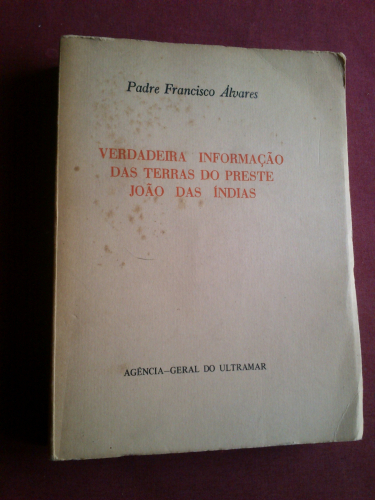 Padre Francisco Álvares
VERDADEIRA INFORMAÇÃO
DAS TERRAS DO PRESTE
JOÃO DAS ÍNDIAS
AGÊNCIA-GERAL DO ULTRAMAR